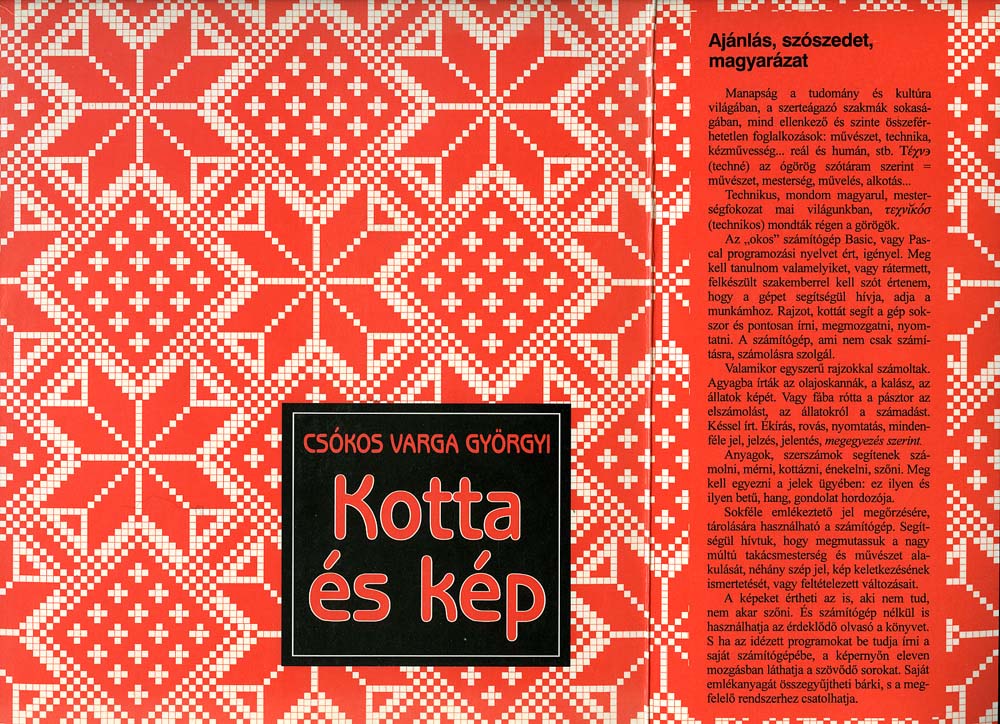 CSÓKOS VARGA GYÖRGYI
Kotta
és kép
Ajánlás, szószedet,
magyarázat
Manapság a tudomány és kultúra
világában, a szerteágazó szakmák sokasá-
gában, mind ellenkező és szinte összefér-
hetetlen foglalkozások: művészet, technika,
kézművesség... reál és humán, stb. Τέχνэ
(techné) az ógörög szótáram szerint =
művészet, mesterség, művelés, alkotás...
Technikus, mondom magyarul, mester-
ségfokozat mai világunkban, τεχνῐκόσ
(technikos) mondták régen a görögök.
Az „okos” számítógép Basic, vagy Pas-
cal programozási nyelvet ért, igényel. Meg
kell tanulnom valamelyiket, vagy rátermett,
felkészült szakemberrel kell szót értenem,
hogy a gépet segítségül hívja, adja a
munkámhoz. Rajzot, kottát segít a gép sok-
szor és pontosan írni, megmozgatni, nyom-
tatni. A számítógép, ami nem csak számí-
tásra, számolásra szolgál.
Valamikor egyszerű rajzokkal számoltak.
Agyagba írták az olajoskannák, a kalász, az
állatok képét. Vagy fába rótta a pásztor az
elszámolást, az állatokról a számadást.
Késsel írt. Ékírás, rovás, nyomtatás, minden-
féle jel, jelzés, jelentés, megegyezés szerint.
Anyagok, szerszámok segítenek szá-
molni, mérni, kottázni, énekelni, szőni. Meg
kell egyezni a jelek ügyében: ez ilyen és
ilyen betű, hang, gondolat hordozója.
Sokféle emlékeztető jel megőrzésére,
tárolására használható a számítógép. Segít-
ségül hívtuk, hogy megmutassuk a nagy
múltú takácsmesterség és művészet ala-
kulását, néhány szép jel, kép keletkezésének
ismertetését, vagy feltételezett változásait.
A képeket értheti az is, aki nem tud,
nem akar szőni. És számítógép nélkül is
használhatja az érdeklődő olvasó a könyvet.
S ha az idézett programokat be tudja írni a
saját számítógépébe, a képernyőn eleven
mozgásban láthatja a szövődő sorokat. Saját
emlékanyagát összegyűjtheti bárki, s a meg-
felelő rendszerhez csatolhatja.